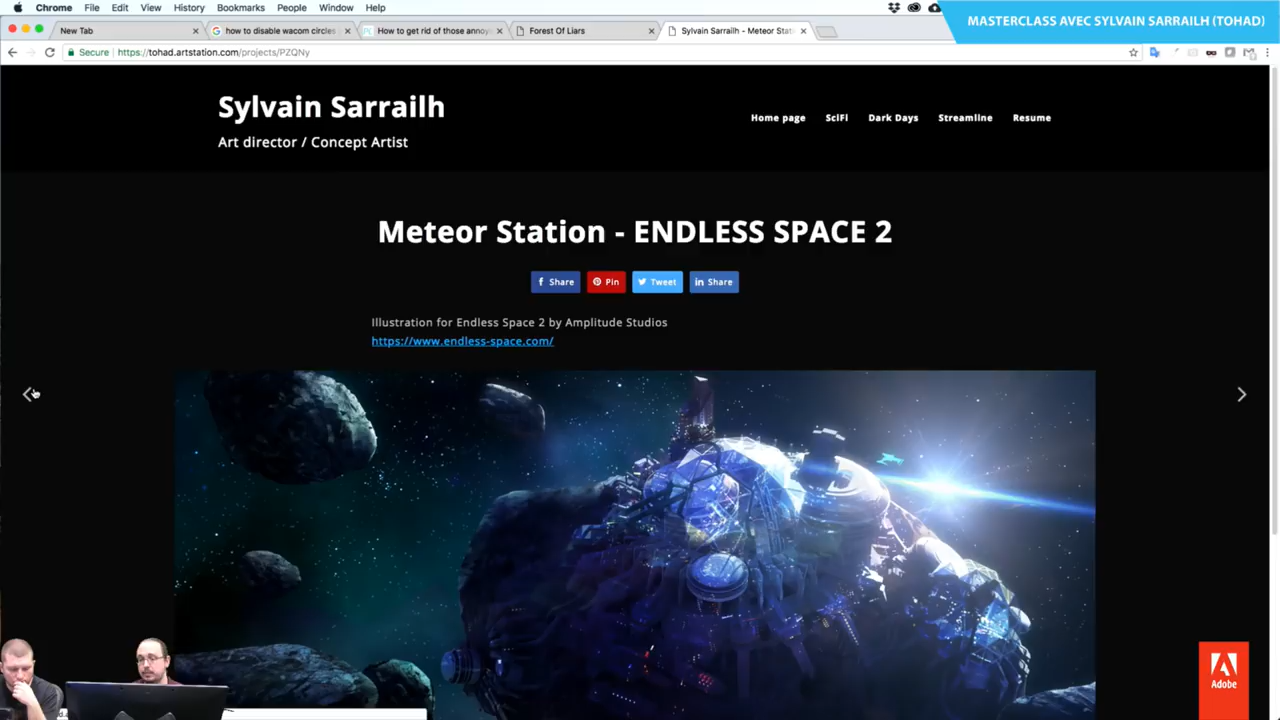 Chrome File Edit View History Bookmarks People Window Help
MASTERCLASS AVEC SYLVAIN SARRAILH (TOHAD)
New Tab
how to disable wacom circles
How to get rid of those annoy
Forest Of Liars
Sylvain Sarrailh - Meteor Stati
Secure https://tohad.artstation.com/projects/PZQNy
Sylvain Sarrailh
Art director / Concept Artist
Home page SciFi Dark Days Streamline Resume
Meteor Station - ENDLESS SPACE 2
f Share Pin Tweet in Share
Illustration for Endless Space 2 by Amplitude Studios
https://www.endless-space.com/
Adobe